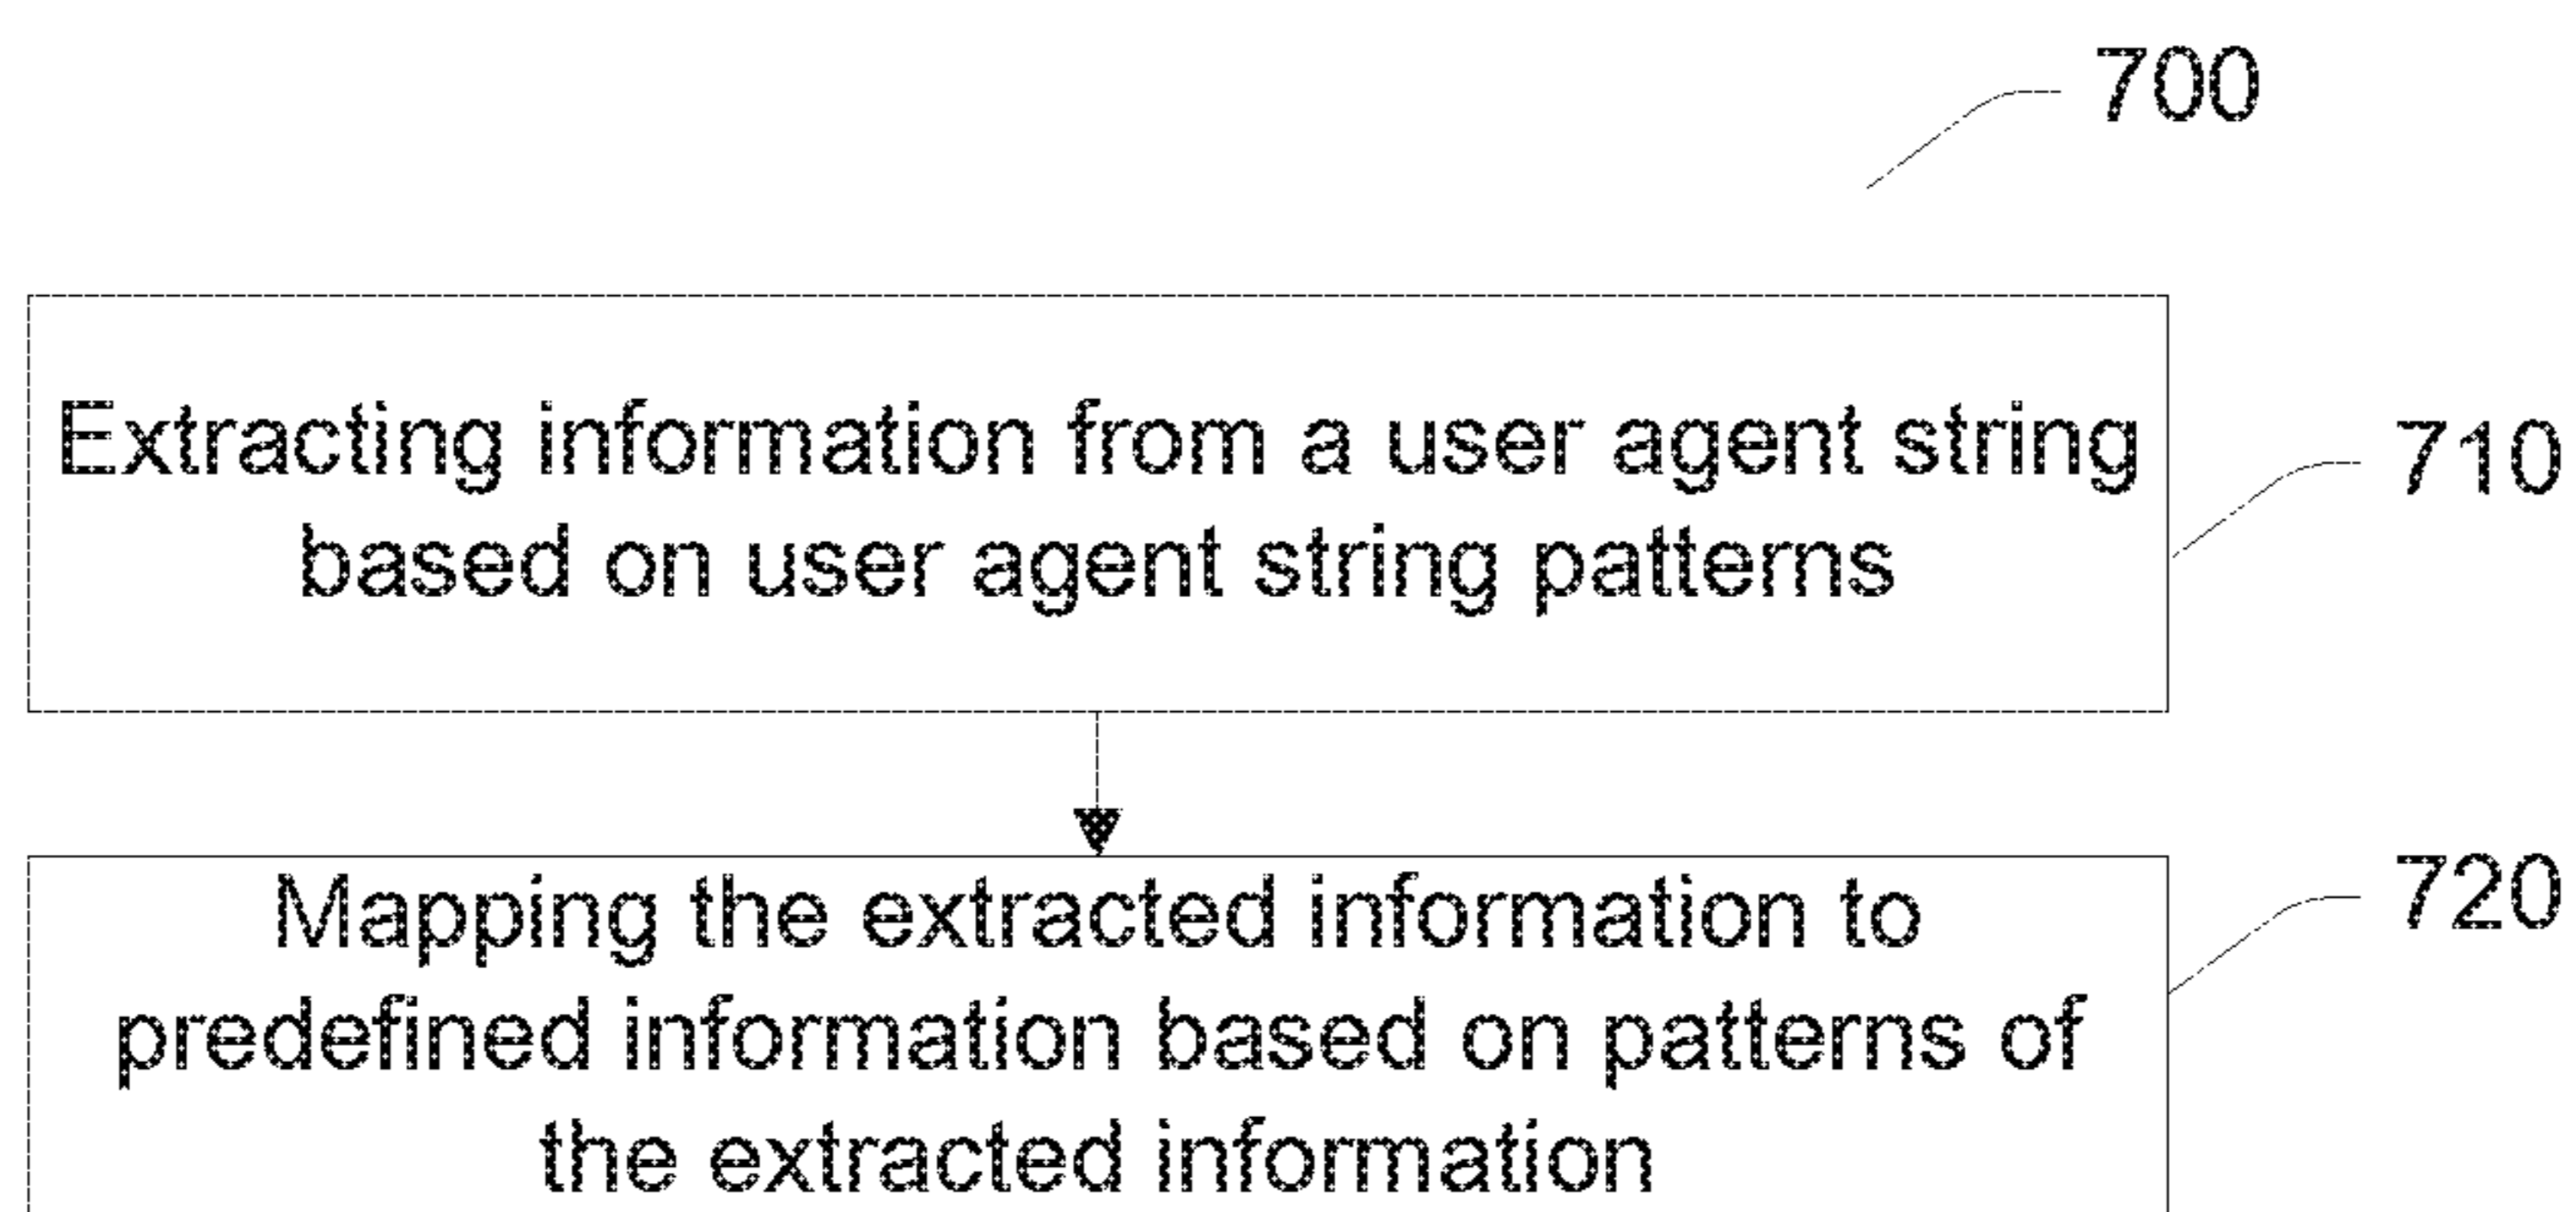 700
Extracting information from a user agent string
based on user agent string patterns
710
Mapping the extracted information to
predefined information based on patterns of
the extracted information
720